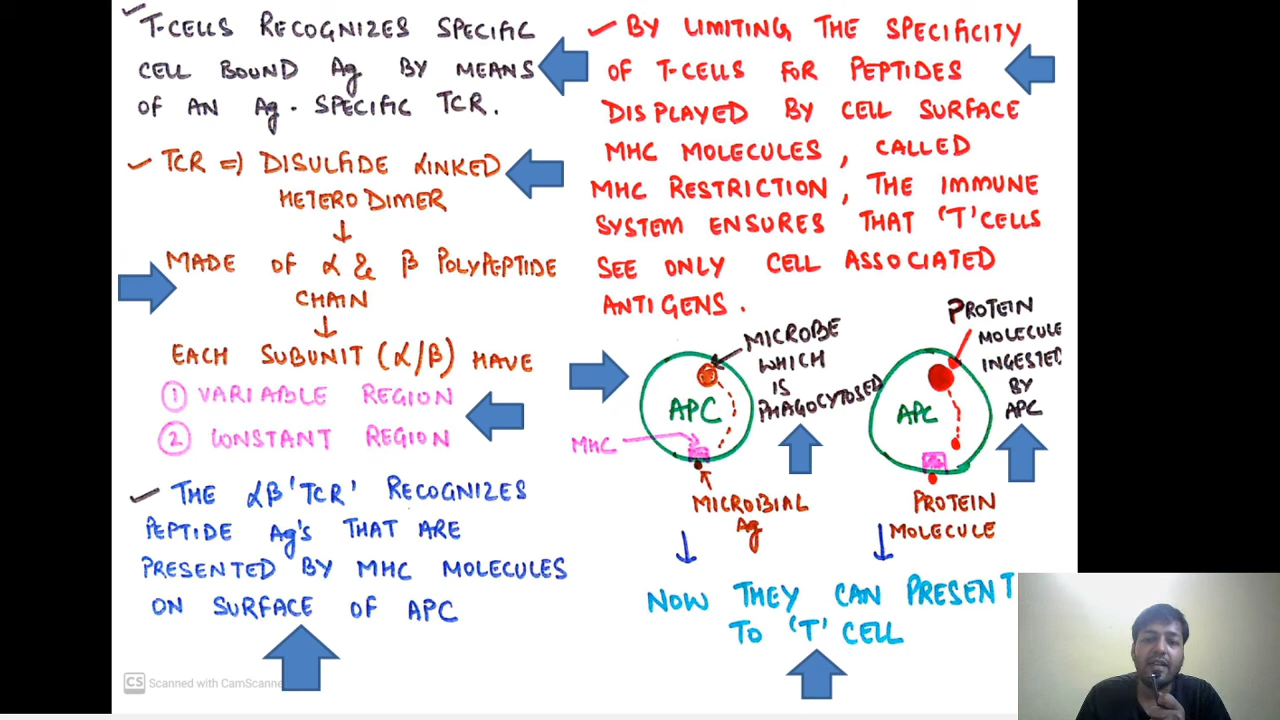 T-CELLS RECOGNIZES SPECIFIC
CELL BOUND Ag BY MEANS
OF AN Ag. SPECIFIC TCR.
TCR => DISULFIDE LINKED
HETERO DIMER
↓
MADE OF α & β POLYPEPTIDE
CHAIN
↓
EACH SUBUNIT (α/β) HAVE
① VARIABLE REGION
② CONSTANT REGION
THE αβ 'TCR' RECOGNIZES
PEPTIDE Ag's THAT ARE
PRESENTED BY MHC MOLECULES
ON SURFACE OF APC
CS Scanned with CamScanne
BY LIMITING THE SPECIFICITY
OF T-CELLS FOR PEPTIDES
DISPLAYED BY CELL SURFACE
MHC MOLECULES, CALLED
MHC RESTRICTION, THE IMMUNE
SYSTEM ENSURES THAT 'T' CELLS
SEE ONLY CELL ASSOCIATED
ANTIGENS.
MICROBE
WHICH
IS
PHAGOCYTOSED
APC
MHC
MICROBIAL
Ag
PROTEIN
MOLECULE
INGESTED
BY
APC
APC
PROTEIN
MOLECULE
NOW THEY CAN PRESENT
TO 'T' CELL